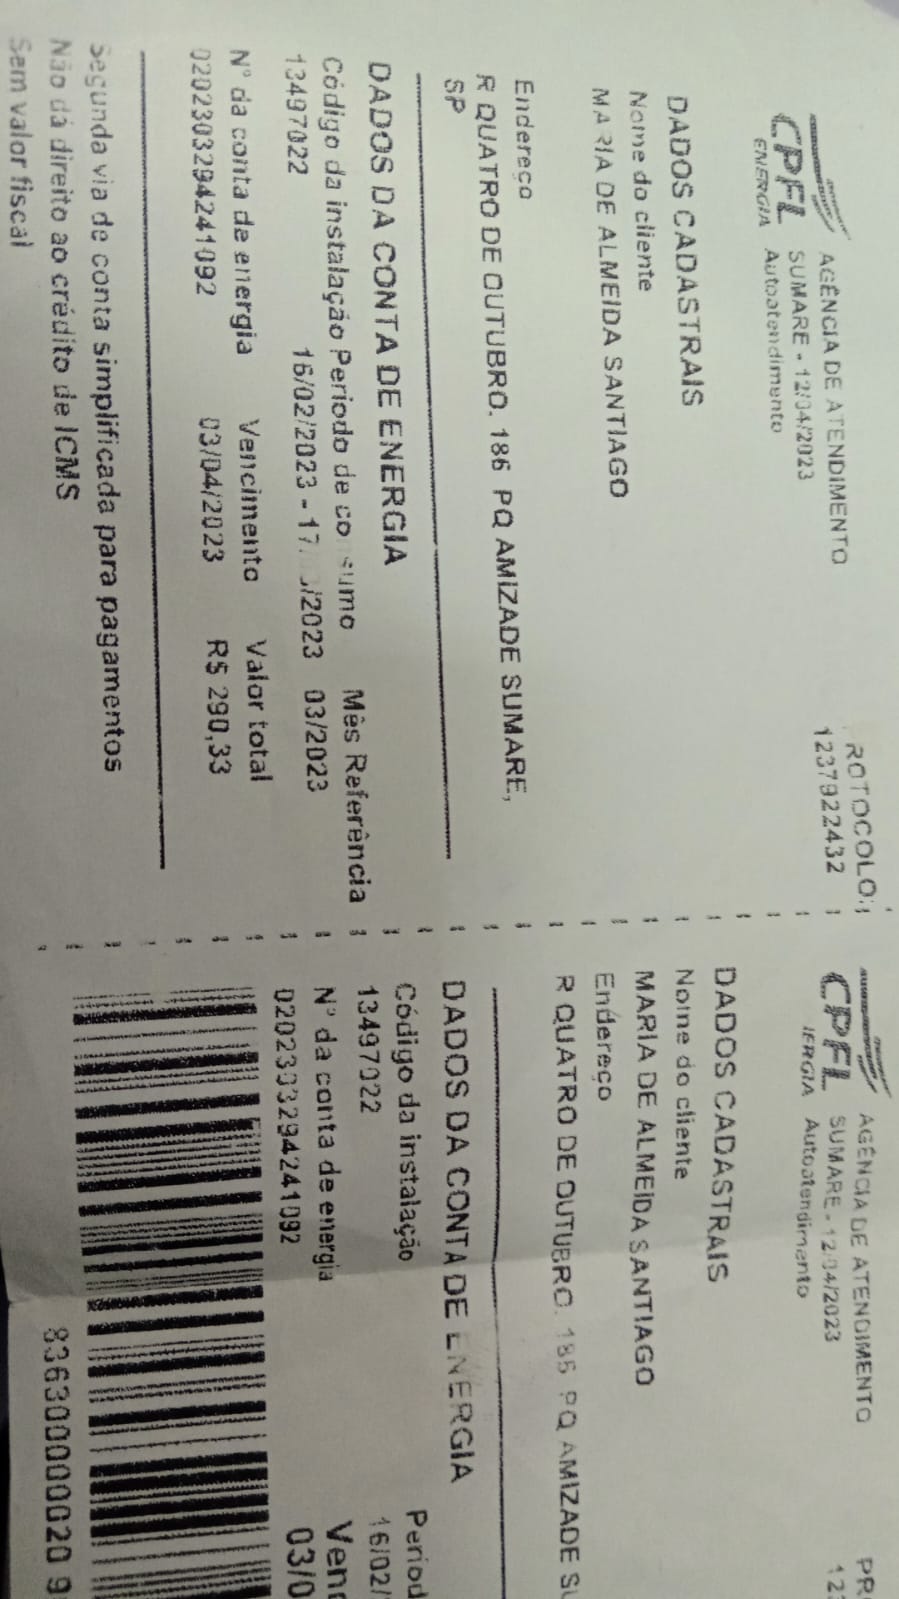 CPFL
ENERGIA
AGÊNCIA DE ATENDIMENTO
SUMARE - 12/04/2023
Autoatendimento
ROTOCOLO:
1237922432
DADOS CADASTRAIS
Nome do cliente
MARIA DE ALMEIDA SANTIAGO
Endereço
R QUATRO DE OUTUBRO, 186 PQ AMIZADE SUMARE,
SP
DADOS DA CONTA DE ENERGIA
Código da instalação Periodo de consumo Mês Referência
13497022 16/02/2023 - 17/ /2023 03/2023
Nº da conta de energia Vencimento Valor total
0202303294241092 03/04/2023 R$ 290,33
Segunda via de conta simplificada para pagamentos
Não dá direito ao crédito de ICMS
Sem valor fiscal
CPFL
IERGIA
AGÊNCIA DE ATENDIMENTO
SUMARE - 12/04/2023
Autoatendimento
PR
12
DADOS CADASTRAIS
Nome do cliente
MARIA DE ALMEIDA SANTIAGO
Endereço
R QUATRO DE OUTUBRO, 186 PQ AMIZADE SU
DADOS DA CONTA DE ENERGIA
Código da instalação Period
13497022 16/02/
Nº da conta de energia Ven
0202303294241092 03/0
836300000020 9